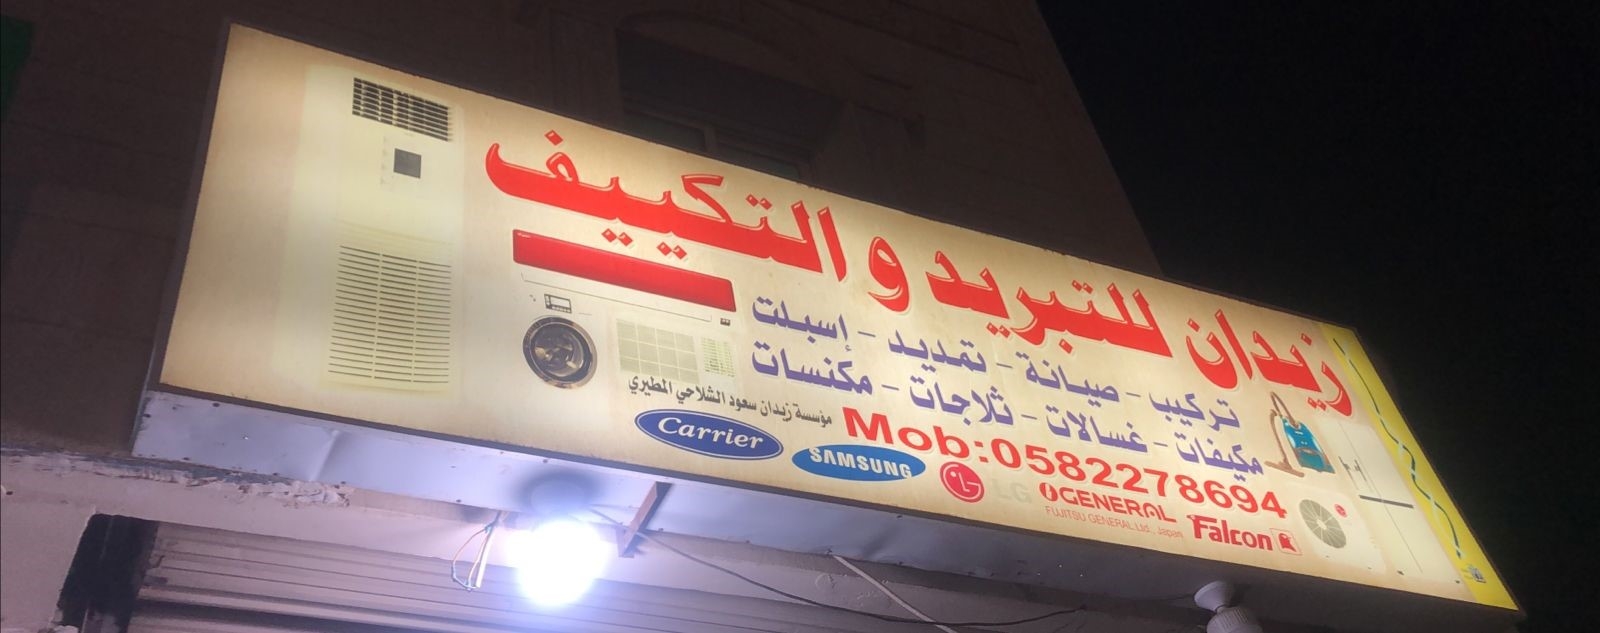 زيدان للتبريد و التكييف
تركيب - صيانة - تمديد - إسبلت
مكيفات - غسالات - ثلاجات - مكنسات
مؤسسة زيدان سعود الشلاحي المطيري
Mob:0582278694
Carrier
SAMSUNG
LG
GENERAL
FUJITSU GENERAL Ltd., Japan
Falcon